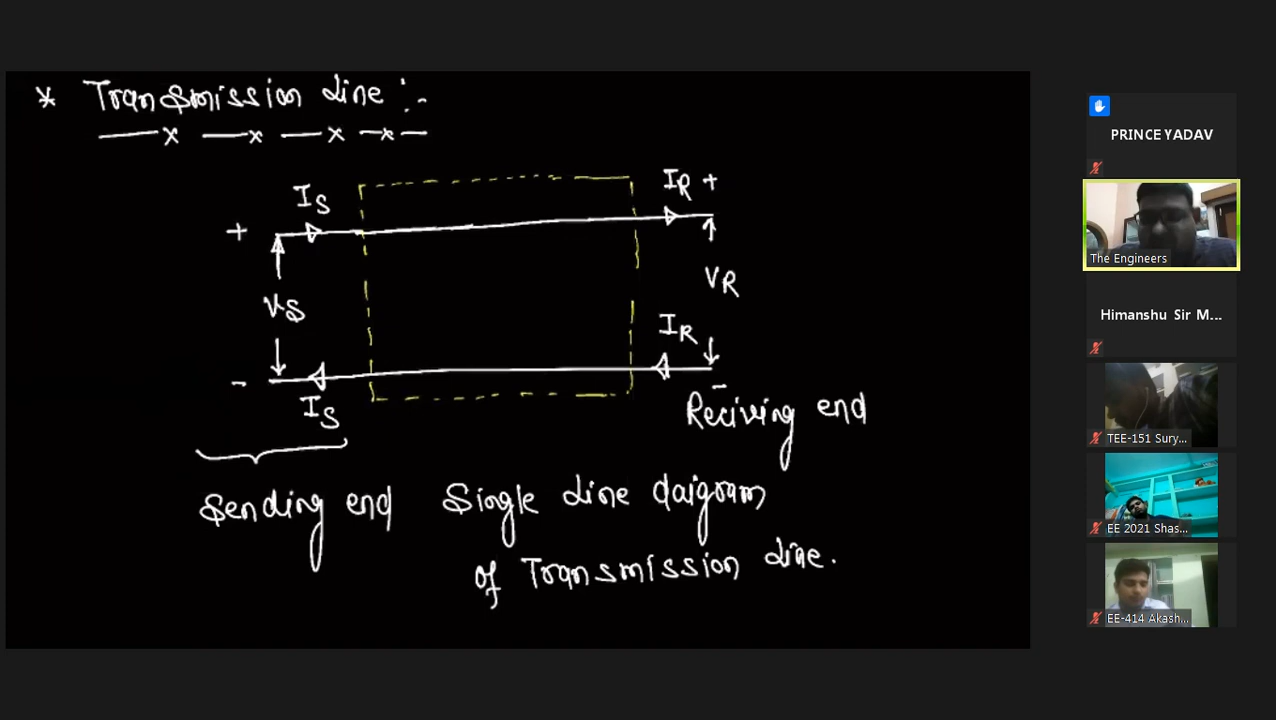 * Transmission Line :-
IS
IR +
+
VS
VR
IR
-
-
IS
Reciving end
Sending end
Single Line daigram
of Transmission Line.
PRINCE YADAV
The Engineers
Himanshu Sir M...
TEE-151 Sury...
EE 2021 Shas...
EE-414 Akash...